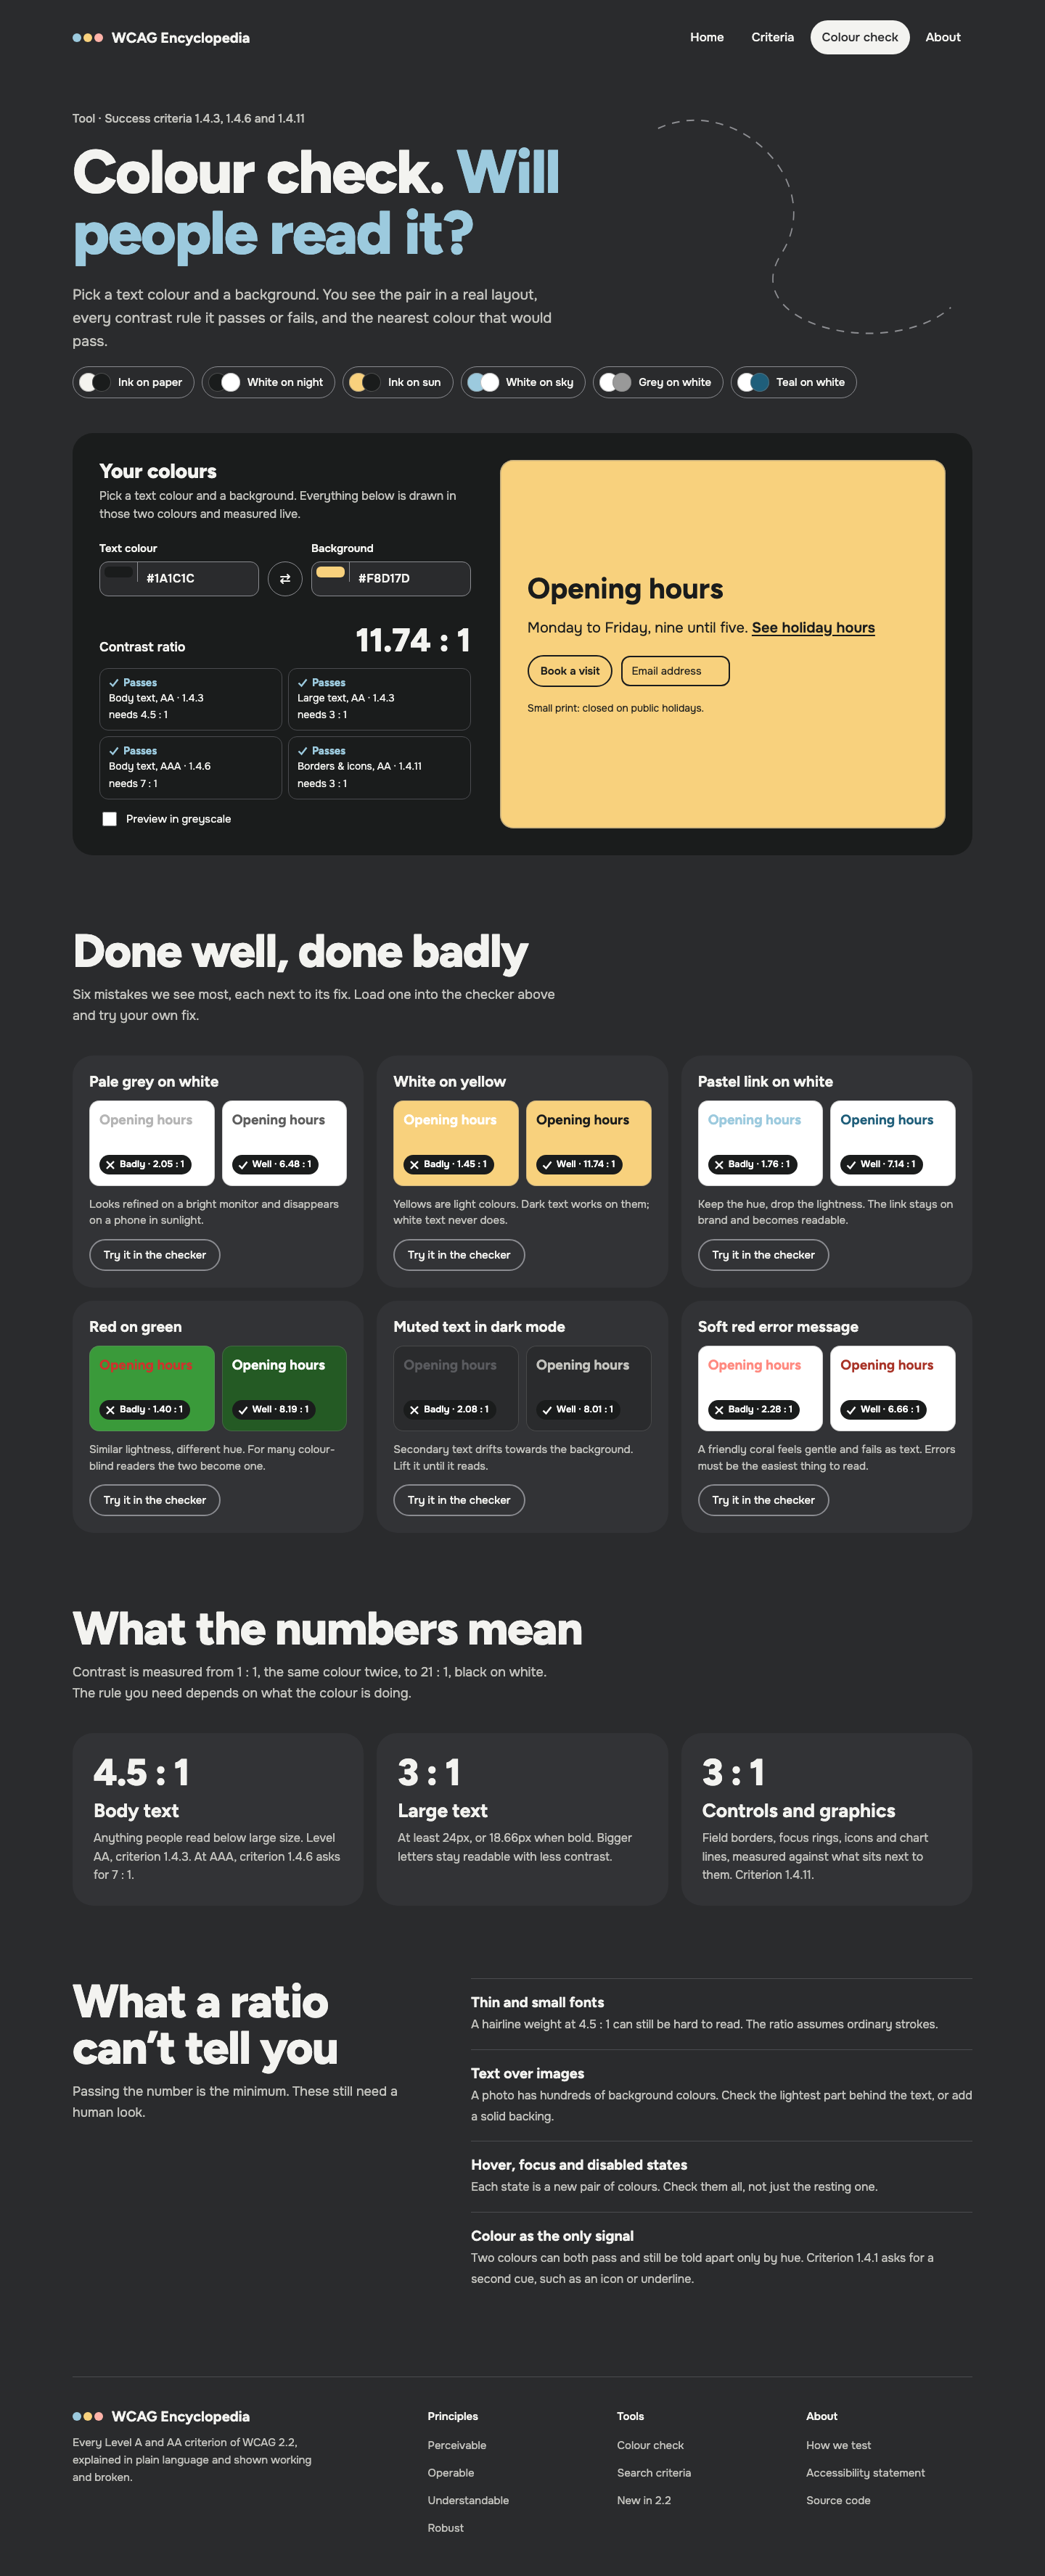 WCAG Encyclopedia
Home
Criteria
Colour check
About
Tool · Success criteria 1.4.3, 1.4.6 and 1.4.11
Colour check. Will
people read it?
Pick a text colour and a background. You see the pair in a real layout,
every contrast rule it passes or fails, and the nearest colour that would
pass.
Ink on paper
White on night
Ink on sun
White on sky
Grey on white
Teal on white
Your colours
Pick a text colour and a background. Everything below is drawn in
those two colours and measured live.
Text colour
Background
#1A1C1C
#F8D17D
Contrast ratio
11.74 : 1
Passes
Body text, AA · 1.4.3
needs 4.5 : 1
Passes
Large text, AA · 1.4.3
needs 3 : 1
Passes
Body text, AAA · 1.4.6
needs 7 : 1
Passes
Borders & icons, AA · 1.4.11
needs 3 : 1
Preview in greyscale
Opening hours
Monday to Friday, nine until five. See holiday hours
Book a visit
Email address
Small print: closed on public holidays.
Done well, done badly
Six mistakes we see most, each next to its fix. Load one into the checker above
and try your own fix.
Pale grey on white
Opening hours
Badly · 2.05 : 1
Opening hours
Well · 6.48 : 1
Looks refined on a bright monitor and disappears
on a phone in sunlight.
Try it in the checker
White on yellow
Opening hours
Badly · 1.45 : 1
Opening hours
Well · 11.74 : 1
Yellows are light colours. Dark text works on them;
white text never does.
Try it in the checker
Pastel link on white
Opening hours
Badly · 1.76 : 1
Opening hours
Well · 7.14 : 1
Keep the hue, drop the lightness. The link stays on
brand and becomes readable.
Try it in the checker
Red on green
Opening hours
Badly · 1.40 : 1
Opening hours
Well · 8.19 : 1
Similar lightness, different hue. For many colour-
blind readers the two become one.
Try it in the checker
Muted text in dark mode
Opening hours
Badly · 2.08 : 1
Opening hours
Well · 8.01 : 1
Secondary text drifts towards the background.
Lift it until it reads.
Try it in the checker
Soft red error message
Opening hours
Badly · 2.28 : 1
Opening hours
Well · 6.66 : 1
A friendly coral feels gentle and fails as text. Errors
must be the easiest thing to read.
Try it in the checker
What the numbers mean
Contrast is measured from 1 : 1, the same colour twice, to 21 : 1, black on white.
The rule you need depends on what the colour is doing.
4.5 : 1
Body text
Anything people read below large size. Level
AA, criterion 1.4.3. At AAA, criterion 1.4.6 asks
for 7 : 1.
3 : 1
Large text
At least 24px, or 18.66px when bold. Bigger
letters stay readable with less contrast.
3 : 1
Controls and graphics
Field borders, focus rings, icons and chart
lines, measured against what sits next to
them. Criterion 1.4.11.
What a ratio
can’t tell you
Passing the number is the minimum. These still need a
human look.
Thin and small fonts
A hairline weight at 4.5 : 1 can still be hard to read. The ratio assumes ordinary strokes.
Text over images
A photo has hundreds of background colours. Check the lightest part behind the text, or add
a solid backing.
Hover, focus and disabled states
Each state is a new pair of colours. Check them all, not just the resting one.
Colour as the only signal
Two colours can both pass and still be told apart only by hue. Criterion 1.4.1 asks for a
second cue, such as an icon or underline.
WCAG Encyclopedia
Every Level A and AA criterion of WCAG 2.2,
explained in plain language and shown working
and broken.
Principles
Perceivable
Operable
Understandable
Robust
Tools
Colour check
Search criteria
New in 2.2
About
How we test
Accessibility statement
Source code